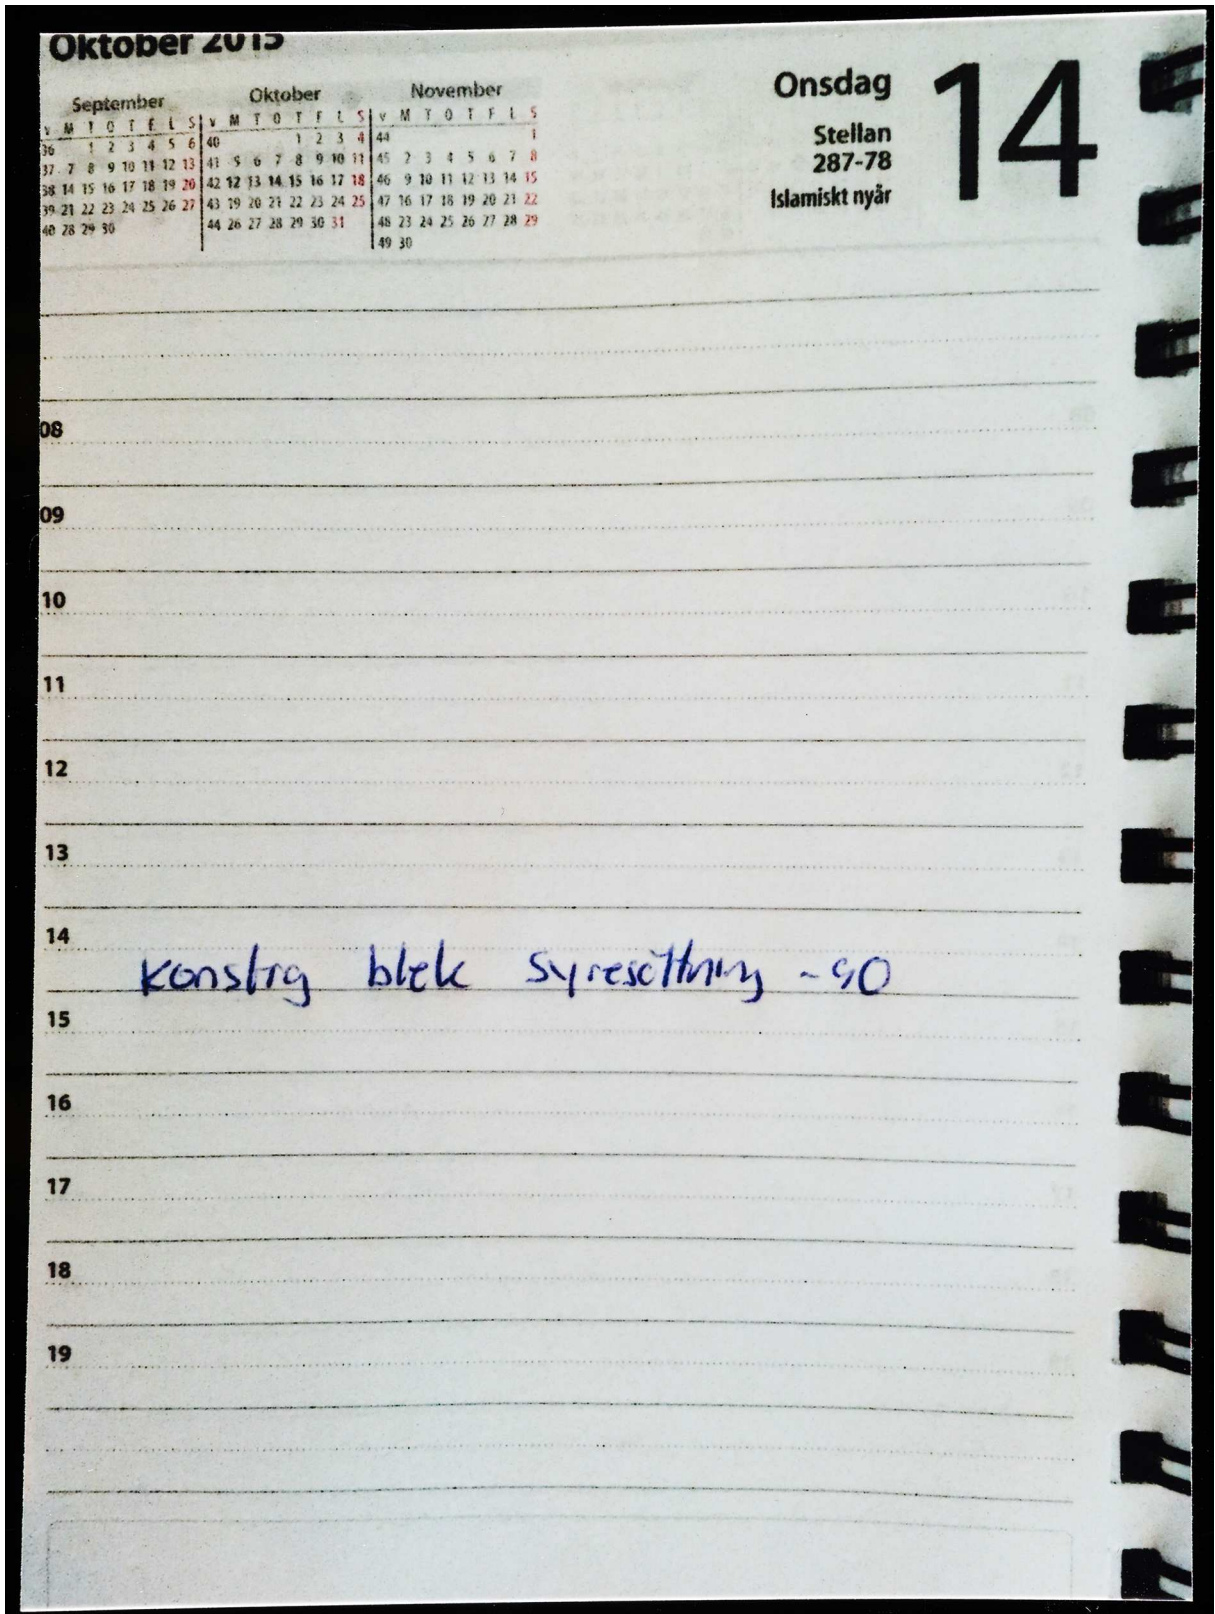 Oktober 2015
Onsdag 14
Stellan
287-78
Islamiskt nyår
September
v M T O T F L S
36 1 2 3 4 5 6
37 7 8 9 10 11 12 13
38 14 15 16 17 18 19 20
39 21 22 23 24 25 26 27
40 28 29 30
Oktober
v M T O T F L S
40 1 2 3 4
41 5 6 7 8 9 10 11
42 12 13 14 15 16 17 18
43 19 20 21 22 23 24 25
44 26 27 28 29 30 31
November
v M T O T F L S
44 1
45 2 3 4 5 6 7 8
46 9 10 11 12 13 14 15
47 16 17 18 19 20 21 22
48 23 24 25 26 27 28 29
49 30
08
09
10
11
12
13
14
konstig blek syresättning ~90
15
16
17
18
19